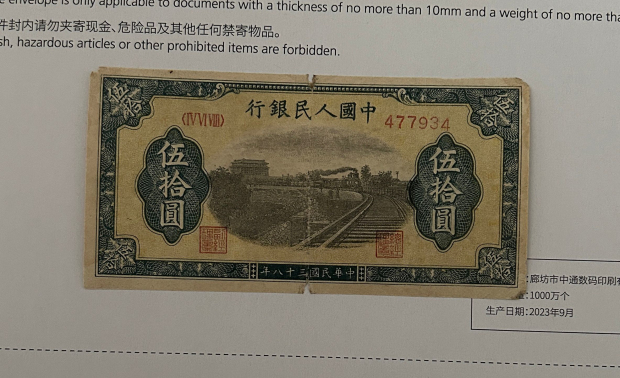 e envelope is only applicable to documents with a thickness of no more than 10mm and a weight of no more tha
件封内请勿夹寄现金、危险品及其他任何禁寄物品。
sh, hazardous articles or other prohibited items are forbidden.
行銀民人國中
〈ⅣⅥⅧ〉 477934
伍拾圓
伍拾圓
年八十三國民華中
:廊坊市中通数码印刷有
:1000万个
生产日期:2023年9月